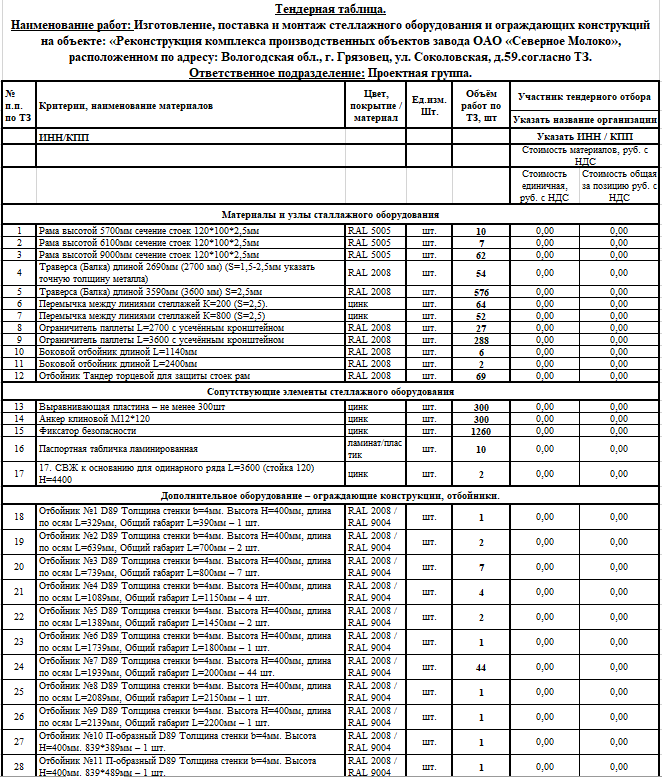 Тендерная таблица.
Наименование работ: Изготовление, поставка и монтаж стеллажного оборудования и ограждающих конструкций
на объекте: «Реконструкция комплекса производственных объектов завода ОАО «Северное Молоко»,
расположенном по адресу: Вологодская обл., г. Грязовец, ул. Соколовская, д.59.согласно ТЗ.
Ответственное подразделение: Проектная группа.
№ п.п. по ТЗ Критерии, наименование материалов Цвет, покрытие / материал Ед.изм. Шт. Объём работ по ТЗ, шт Участник тендерного отбора
Указать название организации
ИНН/КПП Указать ИНН / КПП
Стоимость материалов, руб. с НДС
Стоимость единичная, руб. с НДС Стоимость общая за позицию руб. с НДС
Материалы и узлы сталлажного оборудования
1 Рама высотой 5700мм сечение стоек 120*100*2,5мм RAL 5005 шт. 10 0,00 0,00
2 Рама высотой 6100мм сечение стоек 120*100*2,5мм RAL 5005 шт. 7 0,00 0,00
3 Рама высотой 9000мм сечение стоек 120*100*2,5мм RAL 5005 шт. 62 0,00 0,00
4 Траверса (Балка) длиной 2690мм (2700 мм) (S=1,5-2,5мм указать точную толщину металла) RAL 2008 шт. 54 0,00 0,00
5 Траверса (Балка) длиной 3590мм (3600 мм) S=2,5мм RAL 2008 шт. 576 0,00 0,00
6 Перемычка между линиями стеллажей К=200 (S=2,5). цинк шт. 64 0,00 0,00
7 Перемычка между линиями стеллажей К=800 (S=2,5) цинк шт. 52 0,00 0,00
8 Ограничитель паллеты L=2700 с усечённым кронштейном RAL 2008 шт. 27 0,00 0,00
9 Ограничитель паллеты L=3600 с усечённым кронштейном RAL 2008 шт. 288 0,00 0,00
10 Боковой отбойник длиной L=1140мм RAL 2008 шт. 6 0,00 0,00
11 Боковой отбойник длиной L=2400мм RAL 2008 шт. 2 0,00 0,00
12 Отбойник Тандер торцевой для защиты стоек рам RAL 2008 шт. 69 0,00 0,00
Сопутствующие элементы стеллажного оборудования
13 Выравнивающая пластина – не менее 300шт цинк шт. 300 0,00 0,00
14 Анкер клиновой М12*120 цинк шт. 300 0,00 0,00
15 Фиксатор безопасности цинк шт. 1260 0,00 0,00
16 Паспортная табличка ламинированная ламинат/пластик шт. 10 0,00 0,00
17 17. СВЖ к основанию для одинарного ряда L=3600 (стойка 120) Н=4400 цинк шт. 2 0,00 0,00
Дополнительное оборудование – ограждающие конструкции, отбойники.
18 Отбойник №1 D89 Толщина стенки b=4мм. Высота Н=400мм, длина по осям L=329мм, Общий габарит L=390мм – 1 шт. RAL 2008 / RAL 9004 шт. 1 0,00 0,00
19 Отбойник №2 D89 Толщина стенки b=4мм. Высота Н=400мм, длина по осям L=639мм, Общий габарит L=700мм – 2 шт. RAL 2008 / RAL 9004 шт. 2 0,00 0,00
20 Отбойник №3 D89 Толщина стенки b=4мм. Высота Н=400мм, длина по осям L=739мм, Общий габарит L=800мм – 7 шт. RAL 2008 / RAL 9004 шт. 7 0,00 0,00
21 Отбойник №4 D89 Толщина стенки b=4мм. Высота Н=400мм, длина по осям L=1089мм, Общий габарит L=1150мм – 4 шт. RAL 2008 / RAL 9004 шт. 4 0,00 0,00
22 Отбойник №5 D89 Толщина стенки b=4мм. Высота Н=400мм, длина по осям L=1389мм, Общий габарит L=1450мм – 2 шт. RAL 2008 / RAL 9004 шт. 2 0,00 0,00
23 Отбойник №6 D89 Толщина стенки b=4мм. Высота Н=400мм, длина по осям L=1739мм, Общий габарит L=1800мм – 1 шт. RAL 2008 / RAL 9004 шт. 1 0,00 0,00
24 Отбойник №7 D89 Толщина стенки b=4мм. Высота Н=400мм, длина по осям L=1939мм, Общий габарит L=2000мм – 44 шт. RAL 2008 / RAL 9004 шт. 44 0,00 0,00
25 Отбойник №8 D89 Толщина стенки b=4мм. Высота Н=400мм, длина по осям L=2089мм, Общий габарит L=2150мм – 1 шт. RAL 2008 / RAL 9004 шт. 1 0,00 0,00
26 Отбойник №9 D89 Толщина стенки b=4мм. Высота Н=400мм, длина по осям L=2139мм, Общий габарит L=2200мм – 1 шт. RAL 2008 / RAL 9004 шт. 1 0,00 0,00
27 Отбойник №10 П-образный D89 Толщина стенки b=4мм. Высота Н=400мм. 839*389мм – 1 шт. RAL 2008 / RAL 9004 шт. 1 0,00 0,00
28 Отбойник №11 П-образный D89 Толщина стенки b=4мм. Высота Н=400мм. 839*489мм – 1 шт. RAL 2008 / RAL 9004 шт. 1 0,00 0,00